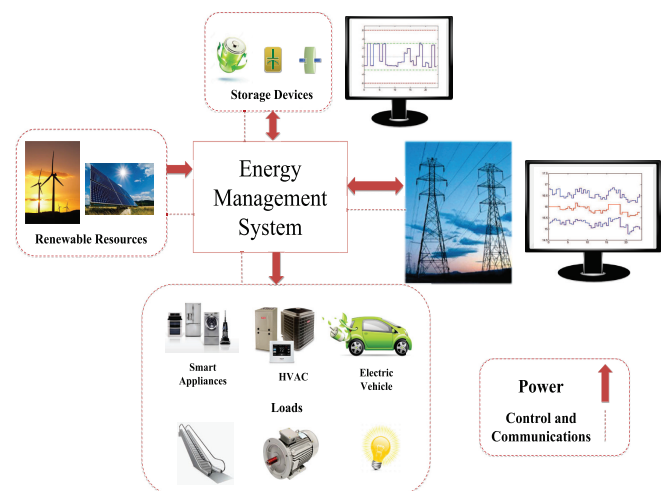 Storage Devices
Energy
Management
System
Renewable Resources
Smart
Appliances
HVAC
Electric
Vehicle
Loads
Power
Control and
Communications